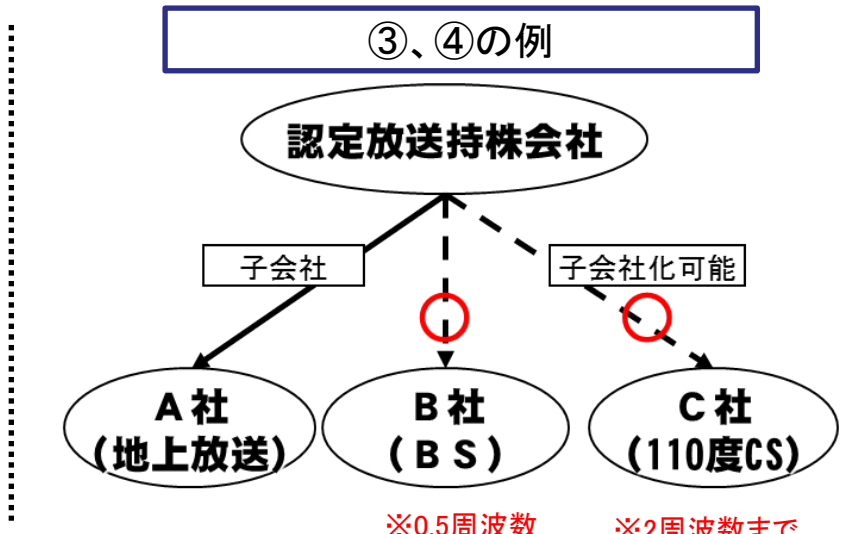 ③、④の例
認定放送持株会社
子会社
子会社化可能
A社
(地上放送)
B社
(BS)
C社
(110度CS)
※0.5周波数
※2周波数まで